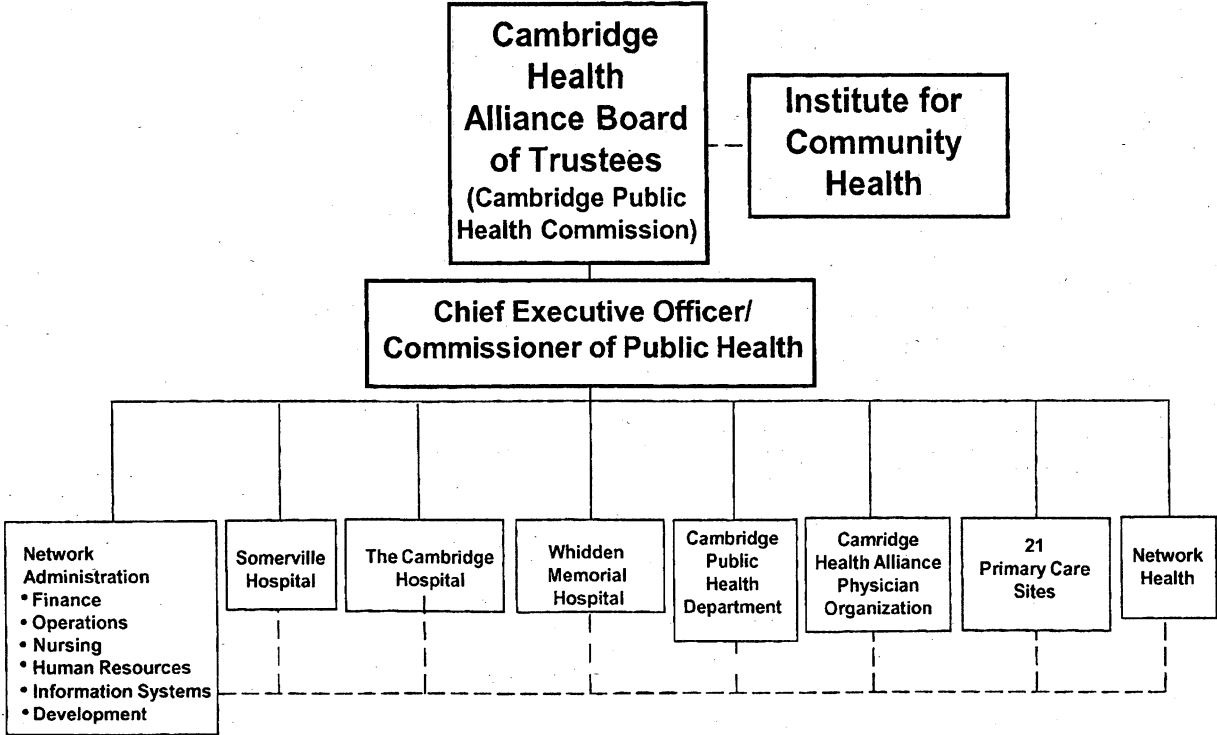 Cambridge
Health
Alliance Board
of Trustees
(Cambridge Public
Health Commission)
Institute for
Community
Health
Chief Executive Officer/
Commissioner of Public Health
Network
Administration
• Finance
• Operations
• Nursing
• Human Resources
• Information Systems
• Development
Somerville
Hospital
The Cambridge
Hospital
Whidden
Memorial
Hospital
Cambridge
Public
Health
Department
Camridge
Health Alliance
Physician
Organization
21
Primary Care
Sites
Network
Health